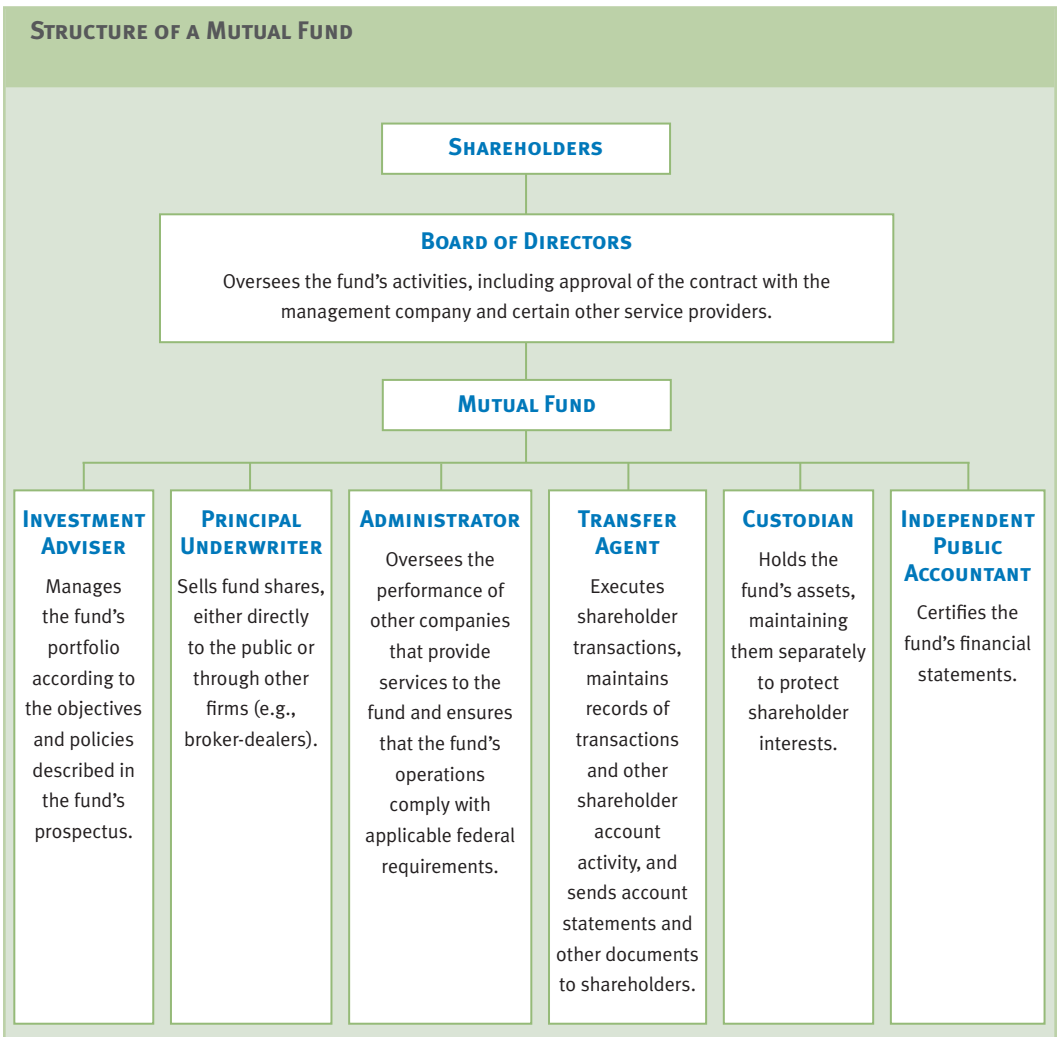 STRUCTURE OF A MUTUAL FUND
SHAREHOLDERS
BOARD OF DIRECTORS
Oversees the fund’s activities, including approval of the contract with the
management company and certain other service providers.
MUTUAL FUND
INVESTMENT
ADVISER
Manages
the fund’s
portfolio
according to
the objectives
and policies
described in
the fund’s
prospectus.
PRINCIPAL
UNDERWRITER
Sells fund shares,
either directly
to the public or
through other
firms (e.g.,
broker-dealers).
ADMINISTRATOR
Oversees the
performance of
other companies
that provide
services to the
fund and ensures
that the fund’s
operations
comply with
applicable federal
requirements.
TRANSFER
AGENT
Executes
shareholder
transactions,
maintains
records of
transactions
and other
shareholder
account
activity, and
sends account
statements and
other documents
to shareholders.
CUSTODIAN
Holds the
fund’s assets,
maintaining
them separately
to protect
shareholder
interests.
INDEPENDENT
PUBLIC
ACCOUNTANT
Certifies the
fund’s financial
statements.